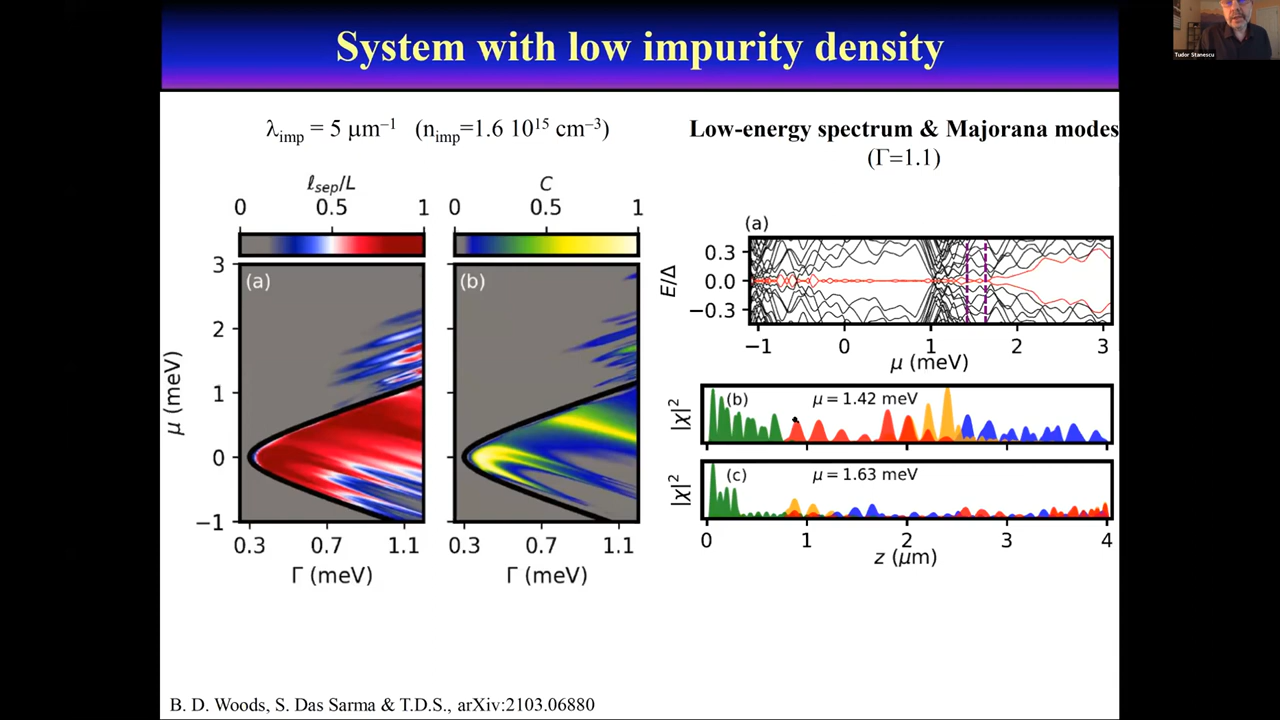 System with low impurity density
Tudor Stanescu
λimp = 5 μm–1 (nimp=1.6 1015 cm–3)
Low-energy spectrum & Majorana modes
(Γ=1.1)
ℓsep/L
0 0.5 1
C
0 0.5 1
(a)
3
2
1
0
−1
μ (meV)
0.3 0.7 1.1
Γ (meV)
(b)
0.3 0.7 1.1
Γ (meV)
(a)
0.3
0.0
−0.3
E/Δ
−1 0 1 2 3
μ (meV)
(b) μ = 1.42 meV
|χ|2
(c) μ = 1.63 meV
|χ|2
0 1 2 3 4
z (μm)
B. D. Woods, S. Das Sarma & T.D.S., arXiv:2103.06880